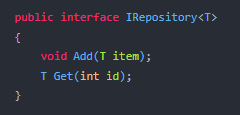 public interface IRepository<T>
{
    void Add(T item);
    T Get(int id);
}